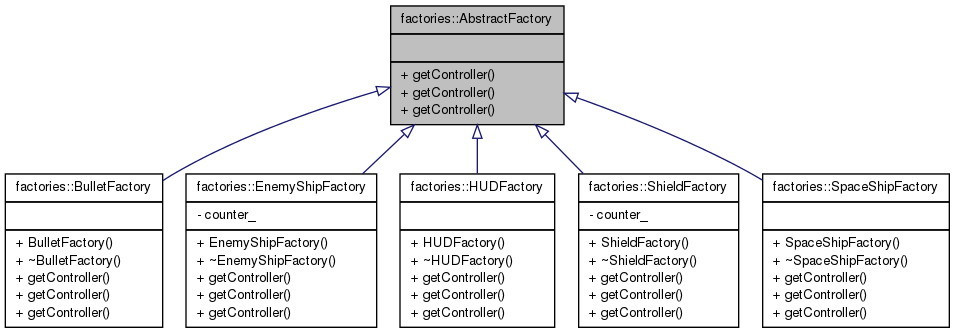 factories::AbstractFactory
+ getController()
+ getController()
+ getController()
factories::BulletFactory
+ BulletFactory()
+ ~BulletFactory()
+ getController()
+ getController()
+ getController()
factories::EnemyShipFactory
- counter_
+ EnemyShipFactory()
+ ~EnemyShipFactory()
+ getController()
+ getController()
+ getController()
factories::HUDFactory
+ HUDFactory()
+ ~HUDFactory()
+ getController()
+ getController()
+ getController()
factories::ShieldFactory
- counter_
+ ShieldFactory()
+ ~ShieldFactory()
+ getController()
+ getController()
+ getController()
factories::SpaceShipFactory
+ SpaceShipFactory()
+ ~SpaceShipFactory()
+ getController()
+ getController()
+ getController()